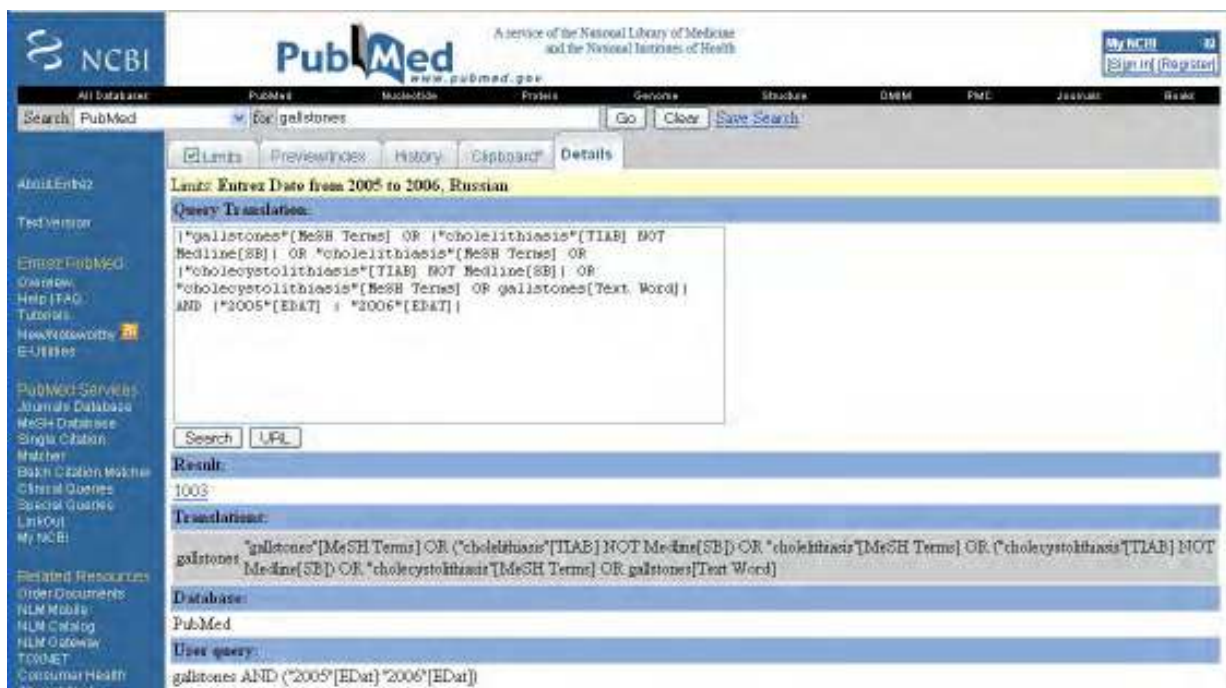 NCBI
PubMed
www.pubmed.gov
A service of the National Library of Medicine
and the National Institutes of Health
My NCBI
[Sign In] [Register]
All Databases PubMed Nucleotide Protein Genome Structure OMIM PMC Journals Books
Search PubMed for gallstones Go Clear Save Search
Limits Preview/Index History Clipboard Details
About Entrez
Limits: Entrez Date from 2005 to 2006, Russian
Query Translation:
Text Version
("gallstones"[MeSH Terms] OR ("cholelithiasis"[TIAB] NOT
Medline[SB]) OR "cholelithiasis"[MeSH Terms] OR
("cholecystolithiasis"[TIAB] NOT Medline[SB]) OR
"cholecystolithiasis"[MeSH Terms] OR gallstones[Text Word])
AND ("2005"[EDAT] : "2006"[EDAT])
Entrez PubMed
Overview
Help | FAQ
Tutorials
New/Noteworthy
E-Utilities
PubMed Services
Journals Database
MeSH Database
Single Citation
Matcher
Batch Citation Matcher
Clinical Queries
Special Queries
LinkOut
My NCBI
Related Resources
Order Documents
NLM Mobile
NLM Catalog
NLM Gateway
TOXNET
Consumer Health
Search URL
Result:
1003
Translations:
gallstones "gallstones"[MeSH Terms] OR ("cholelithiasis"[TIAB] NOT Medline[SB]) OR "cholelithiasis"[MeSH Terms] OR ("cholecystolithiasis"[TIAB] NOT
Medline[SB]) OR "cholecystolithiasis"[MeSH Terms] OR gallstones[Text Word]
Database:
PubMed
User query:
gallstones AND ("2005"[EDat]:"2006"[EDat])